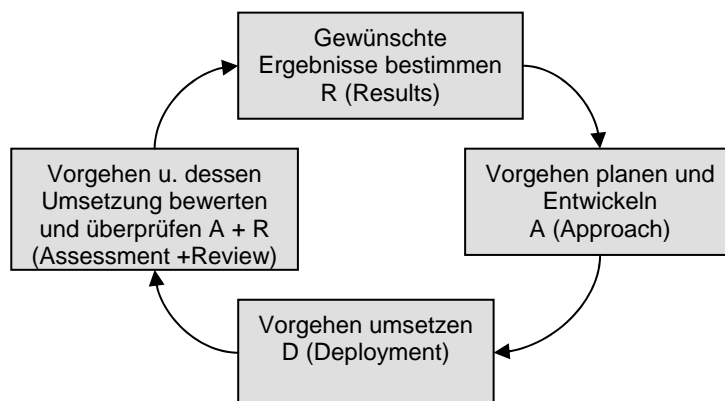 Gewünschte
Ergebnisse bestimmen
R (Results)
Vorgehen planen und
Entwickeln
A (Approach)
Vorgehen umsetzen
D (Deployment)
Vorgehen u. dessen
Umsetzung bewerten
und überprüfen A + R
(Assessment +Review)